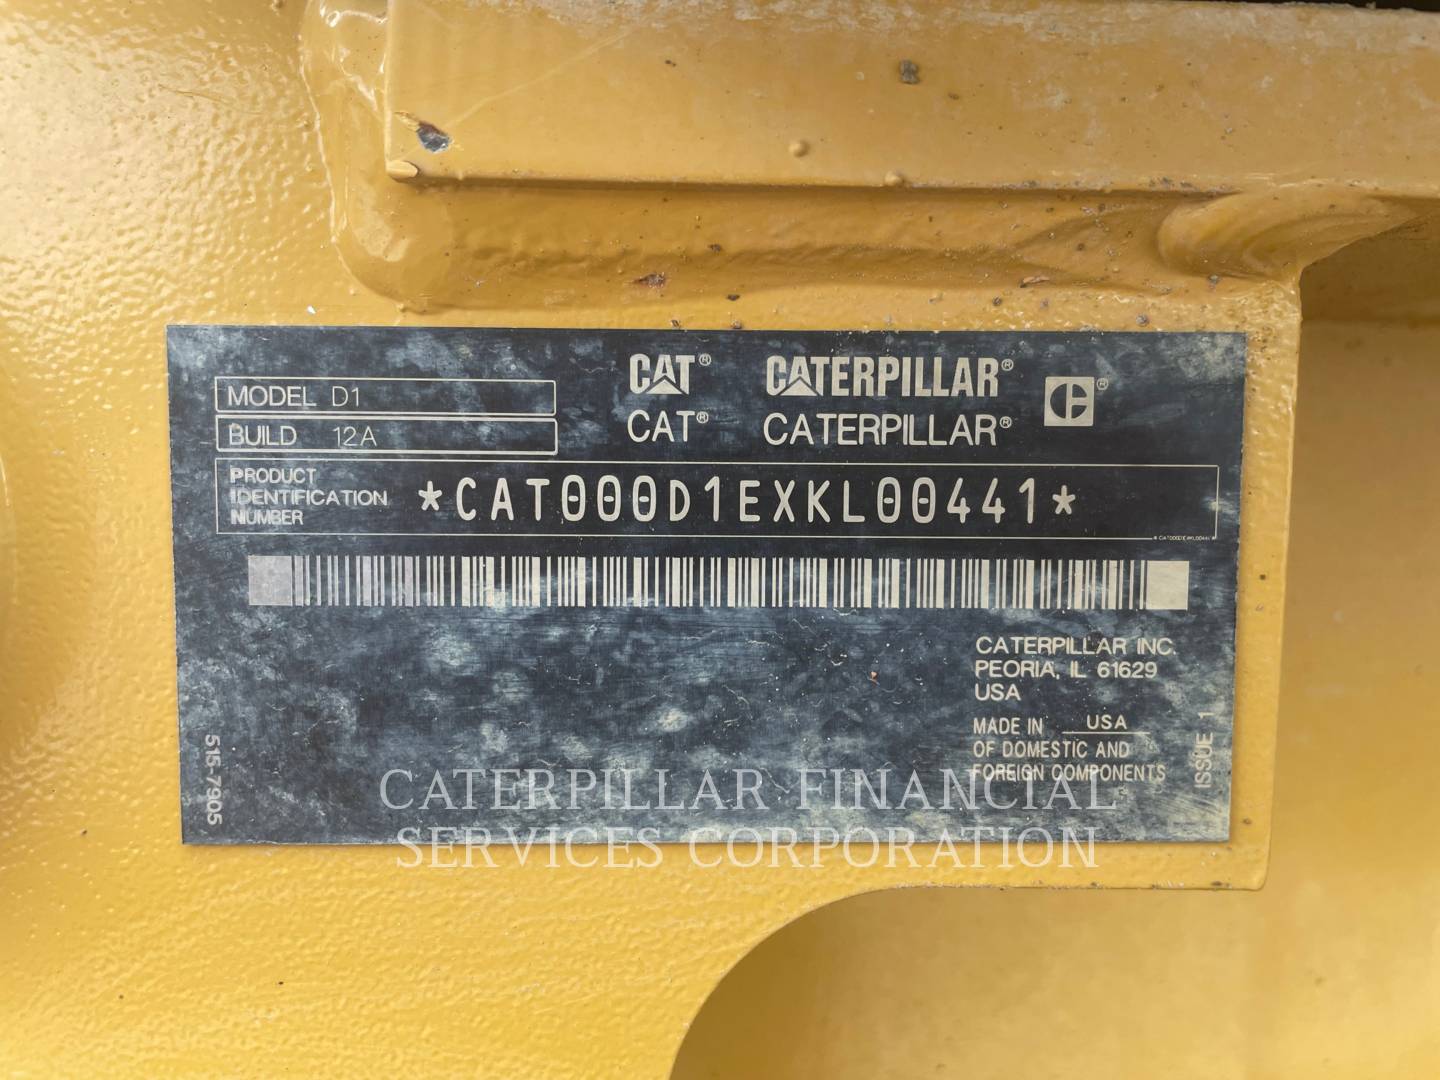 MODEL D1
BUILD 12A
CAT® CATERPILLAR® C®
CAT® CATERPILLAR®
PRODUCT IDENTIFICATION NUMBER
*CAT000D1EXKL00441*
*CAT000D1EXKL00441*
CATERPILLAR INC.
PEORIA, IL 61629
USA
MADE IN USA
OF DOMESTIC AND
FOREIGN COMPONENTS
515-7905
ISSUE 1
CATERPILLAR FINANCIAL
SERVICES CORPORATION